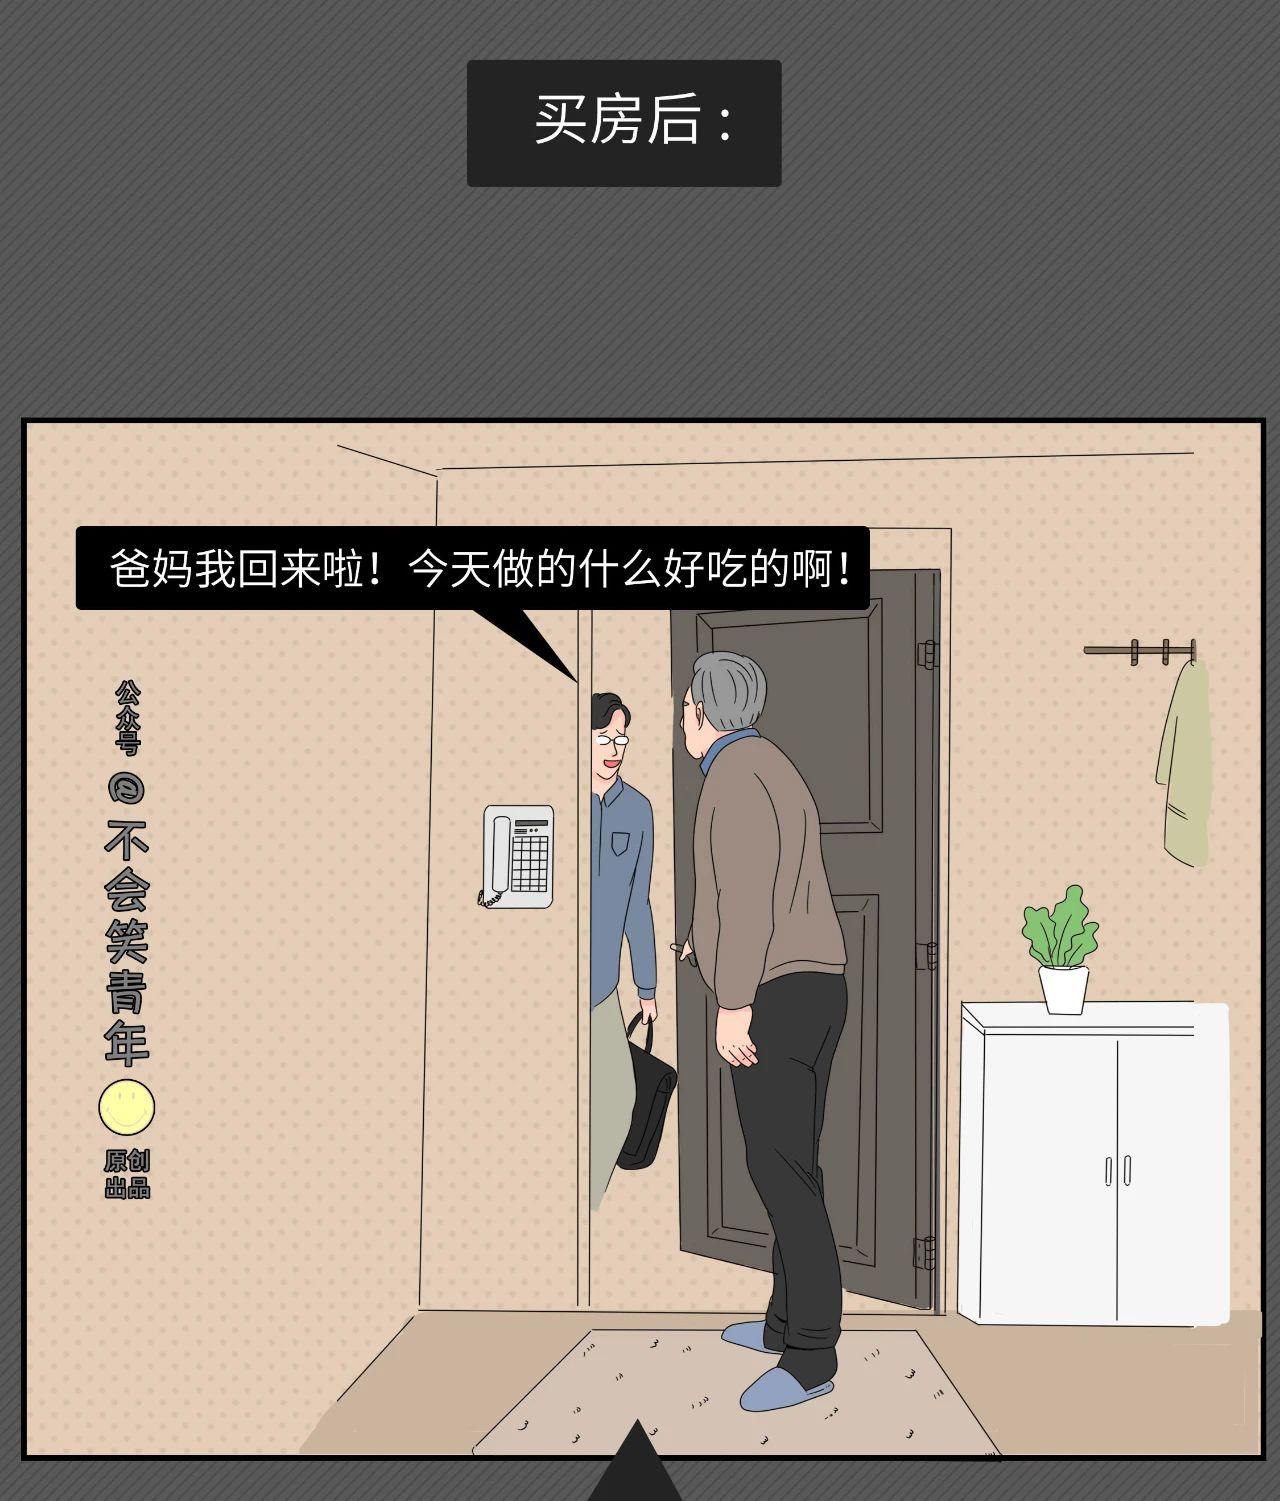 买房后：
爸妈我回来啦！今天做的什么好吃的啊！
公众号
@不会笑青年
原创
出品